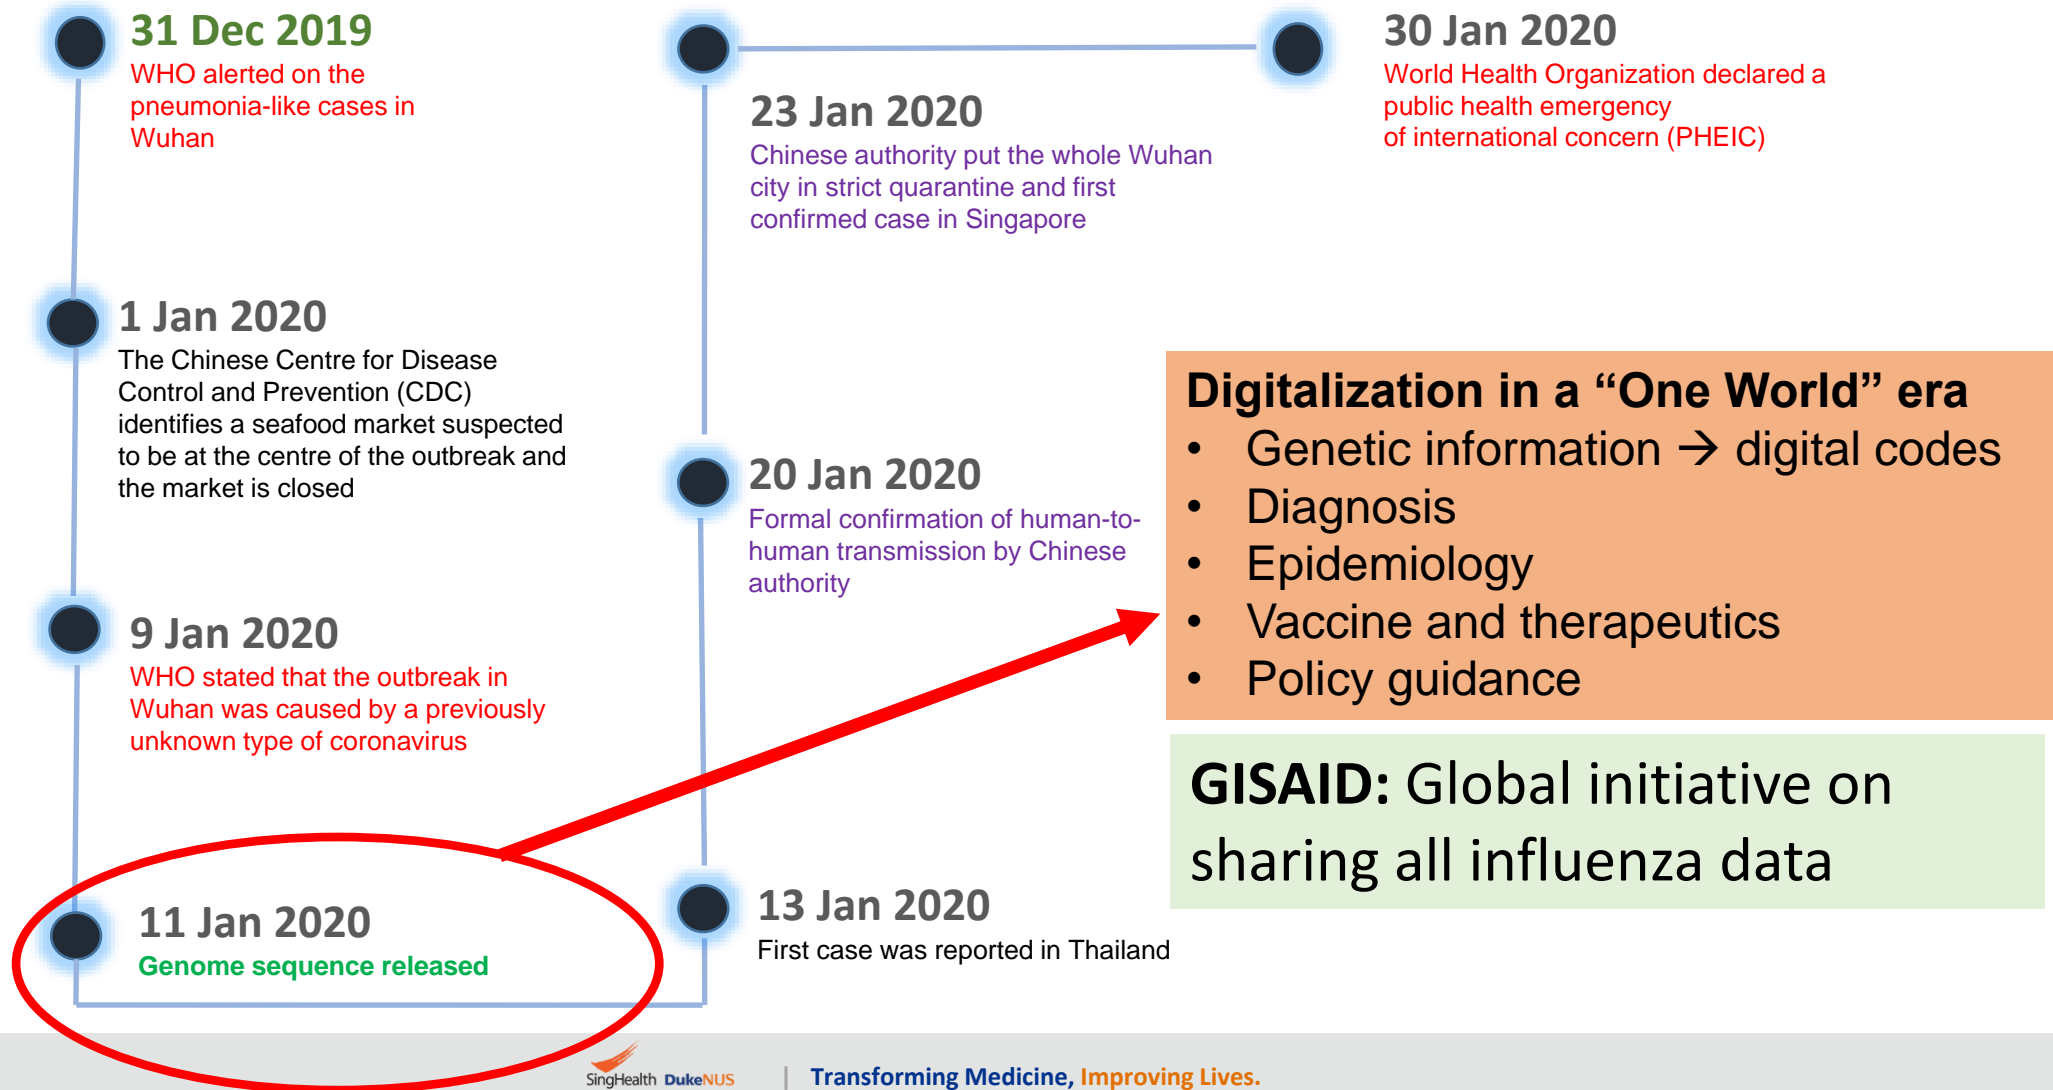 31 Dec 2019
WHO alerted on the
pneumonia-like cases in
Wuhan
1 Jan 2020
The Chinese Centre for Disease
Control and Prevention (CDC)
identifies a seafood market suspected
to be at the centre of the outbreak and
the market is closed
9 Jan 2020
WHO stated that the outbreak in
Wuhan was caused by a previously
unknown type of coronavirus
11 Jan 2020
Genome sequence released
13 Jan 2020
First case was reported in Thailand
20 Jan 2020
Formal confirmation of human-to-
human transmission by Chinese
authority
23 Jan 2020
Chinese authority put the whole Wuhan
city in strict quarantine and first
confirmed case in Singapore
30 Jan 2020
World Health Organization declared a
public health emergency
of international concern (PHEIC)
Digitalization in a “One World” era
• Genetic information → digital codes
• Diagnosis
• Epidemiology
• Vaccine and therapeutics
• Policy guidance
GISAID: Global initiative on
sharing all influenza data
SingHealth DukeNUS | Transforming Medicine, Improving Lives.